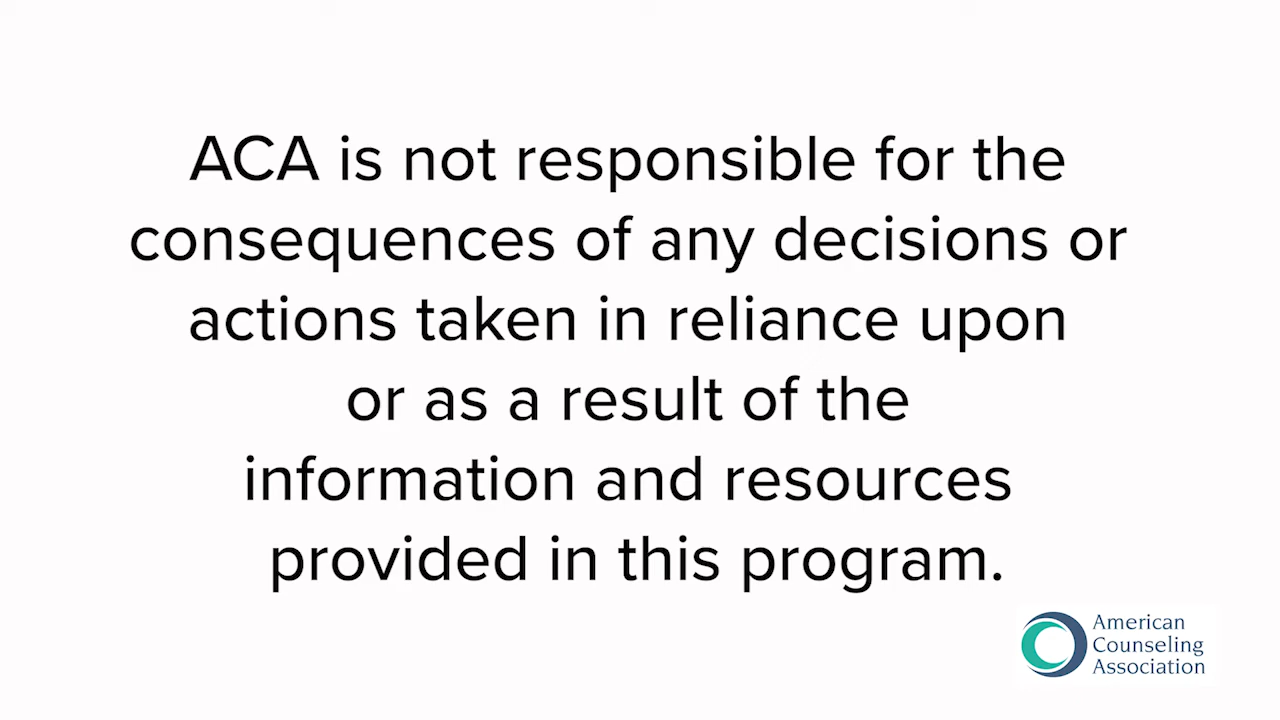 ACA is not responsible for the
consequences of any decisions or
actions taken in reliance upon
or as a result of the
information and resources
provided in this program.
American
Counseling
Association